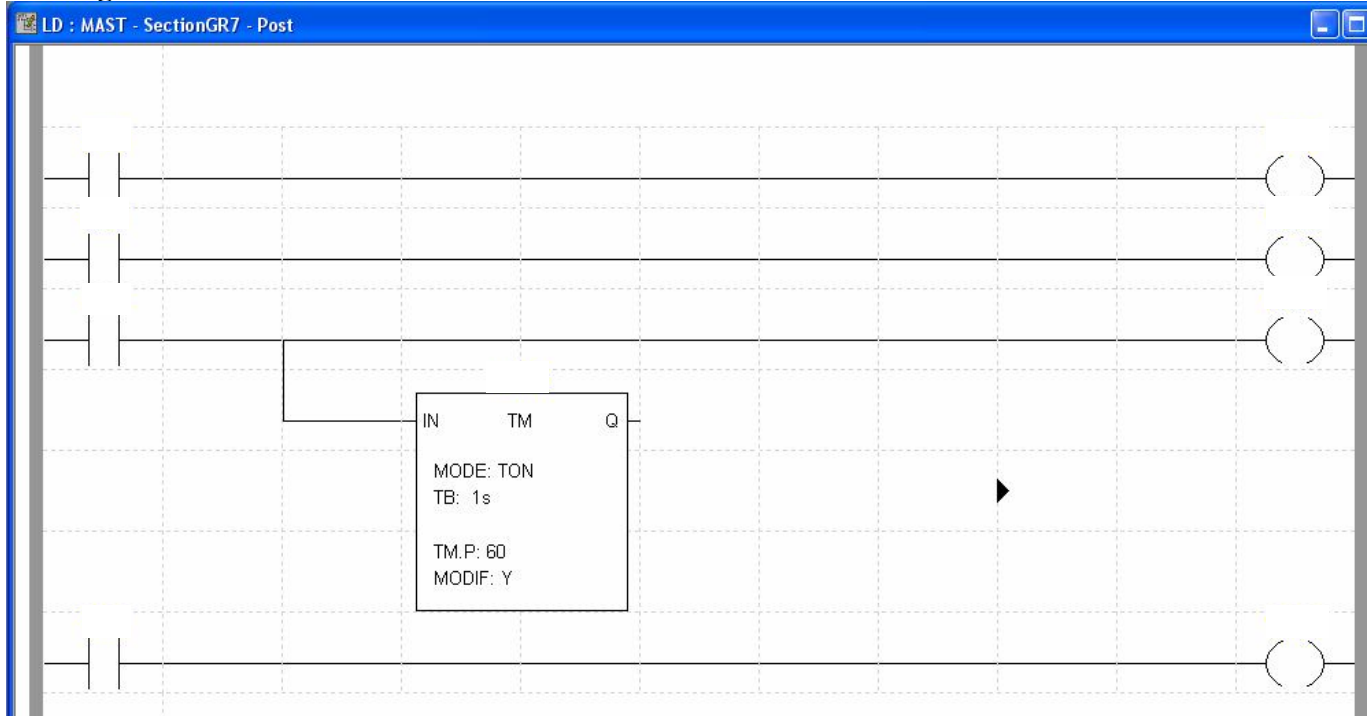 LD : MAST - SectionGR7 - Post
IN TM Q
MODE: TON
TB: 1s
TM.P: 60
MODIF: Y